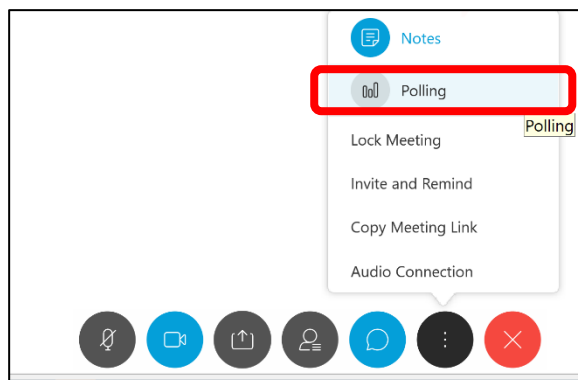 Notes
Polling
Polling
Lock Meeting
Invite and Remind
Copy Meeting Link
Audio Connection